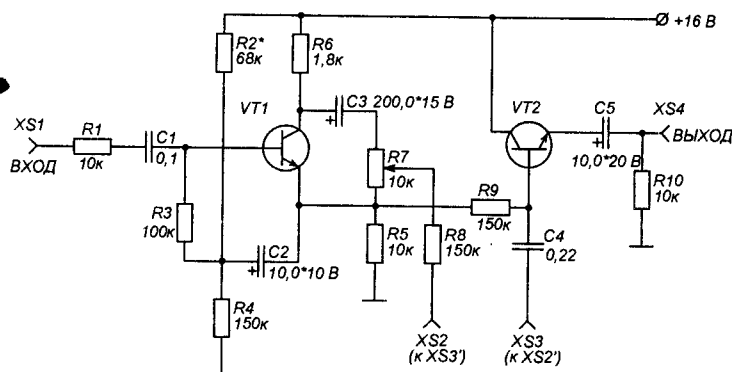 +16 В
R2*
68к
R6
1,8к
C3 200,0*15 В
VT1
VT2
C5
XS4
XS1
R1
C1
ВЫХОД
ВХОД
10к
0,1
10,0*20 В
R7
10к
R9
R10
10к
R3
100к
150к
C2
10,0*10 В
R5
10к
R8
150к
C4
0,22
R4
150к
XS2
(к XS3')
XS3
(к XS2')